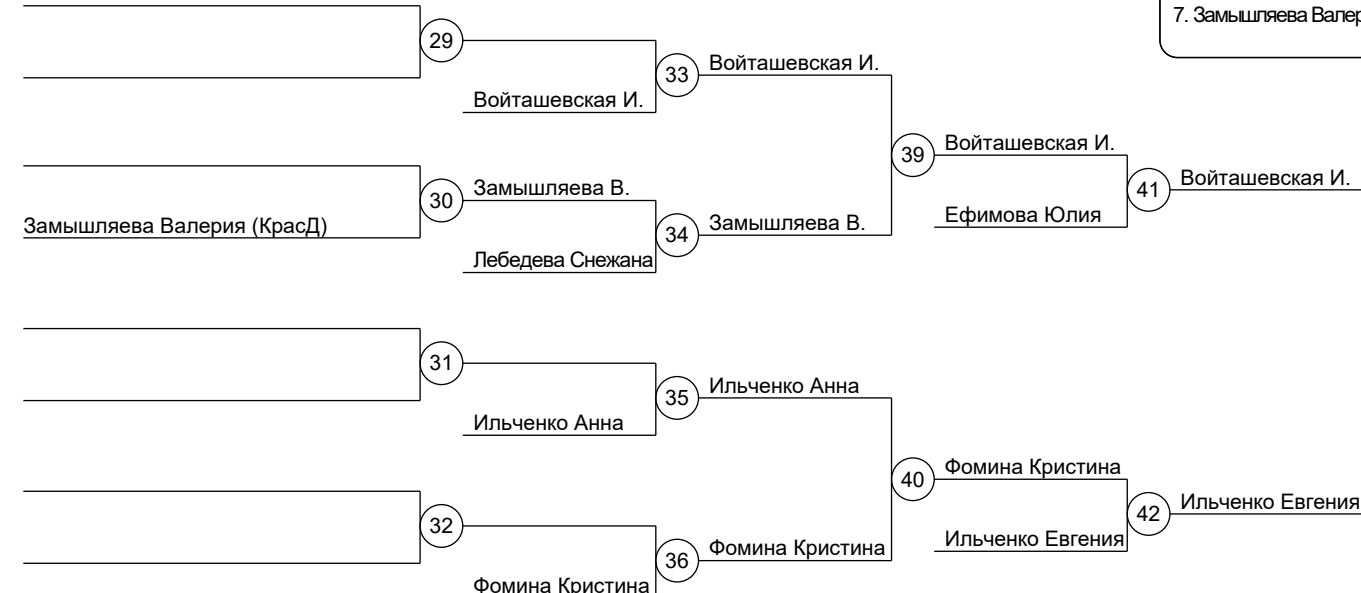 7. Замышляева Валер
29
33
Войташевская И.
Войташевская И.
39
Войташевская И.
41
Войташевская И.
30
Замышляева В.
Замышляева Валерия (КрасД)
34
Замышляева В.
Ефимова Юлия
Лебедева Снежана
31
35
Ильченко Анна
Ильченко Анна
40
Фомина Кристина
42
Ильченко Евгения
32
Ильченко Евгения
36
Фомина Кристина
Фомина Кристина